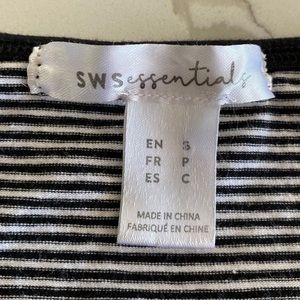 SWSessentials
EN S
FR P
ES C
MADE IN CHINA
FABRIQUÉ EN CHINE